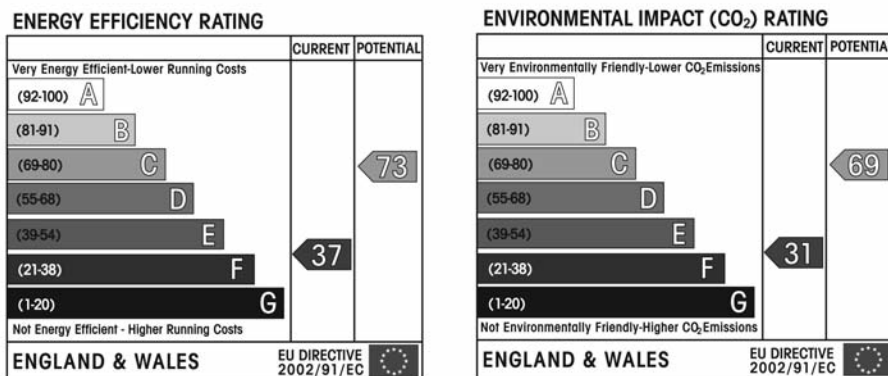 ENERGY EFFICIENCY RATING
CURRENT POTENTIAL
Very Energy Efficient-Lower Running Costs
(92-100) A
(81-91) B
(69-80) C
73
(55-68) D
(39-54) E
37
(21-38) F
(1-20) G
Not Energy Efficient - Higher Running Costs
ENGLAND & WALES
EU DIRECTIVE
2002/91/EC
ENVIRONMENTAL IMPACT (CO₂) RATING
CURRENT POTENTIA
Very Environmentally Friendly-Lower CO₂Emissions
(92-100) A
(81-91) B
(69-80) C
69
(55-68) D
(39-54) E
31
(21-38) F
(1-20) G
Not Environmentally Friendly-Higher CO₂Emissions
ENGLAND & WALES
EU DIRECTIVE
2002/91/EC